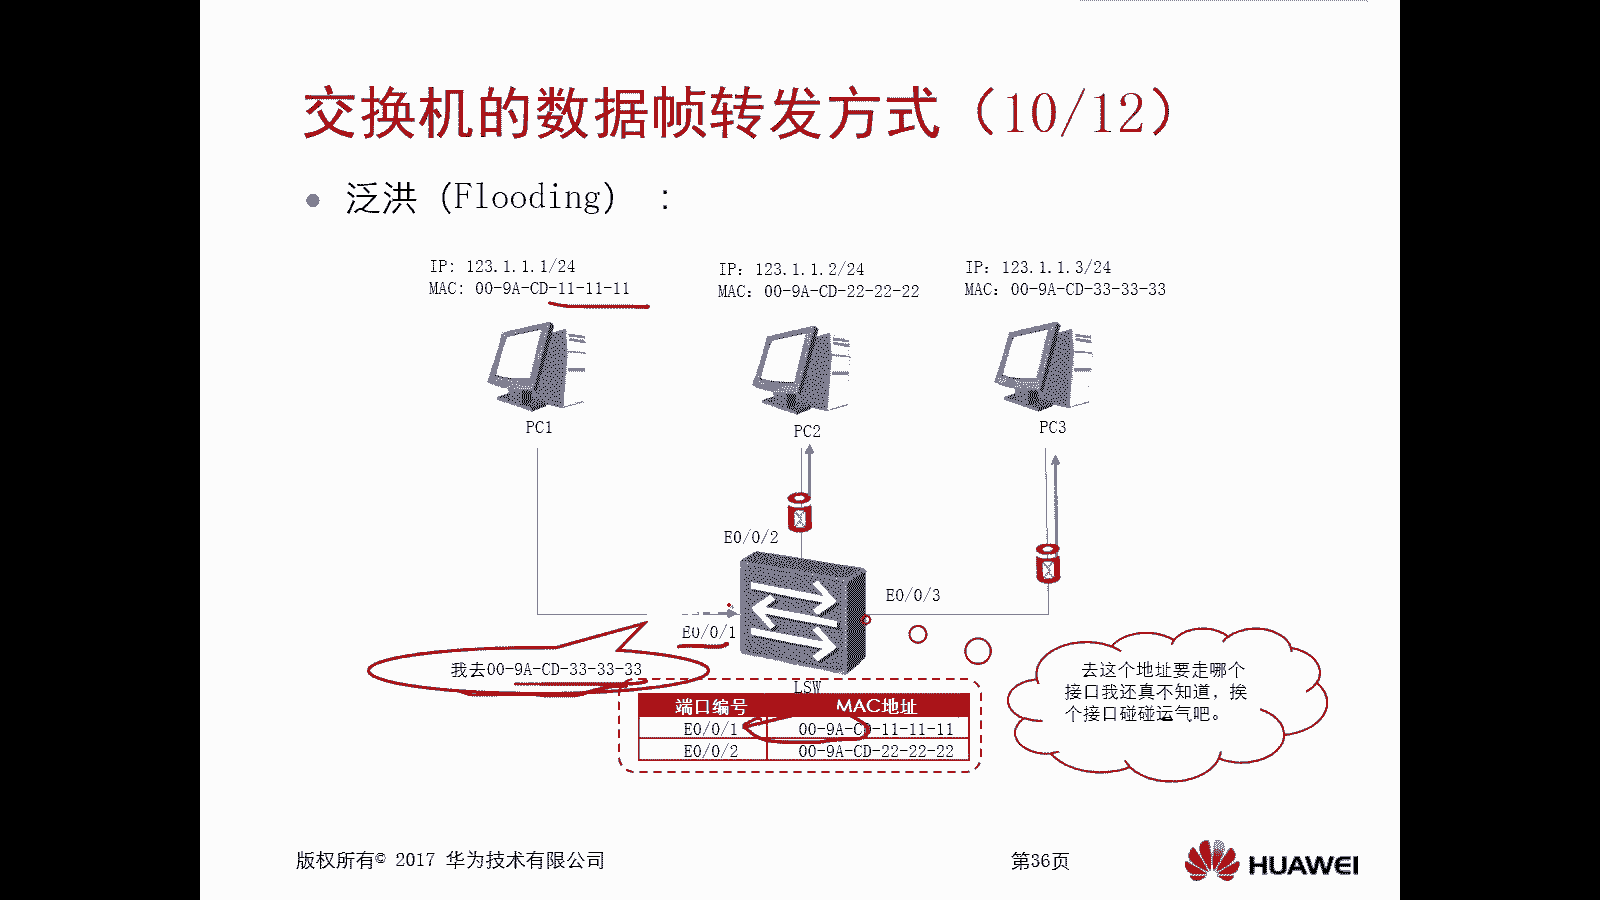 交换机的数据帧转发方式（10/12）
泛洪（Flooding）：
IP: 123.1.1.1/24
MAC: 00-9A-CD-11-11-11
IP: 123.1.1.2/24
MAC: 00-9A-CD-22-22-22
IP: 123.1.1.3/24
MAC: 00-9A-CD-33-33-33
PC1
PC2
PC3
E0/0/2
E0/0/3
E0/0/1
我去00-9A-CD-33-33-33
LSW
端口编号 MAC地址
E0/0/1 00-9A-CD-11-11-11
E0/0/2 00-9A-CD-22-22-22
去这个地址要走哪个
接口我还真不知道，挨
个接口碰碰运气吧。
版权所有© 2017 华为技术有限公司
第36页
HUAWEI